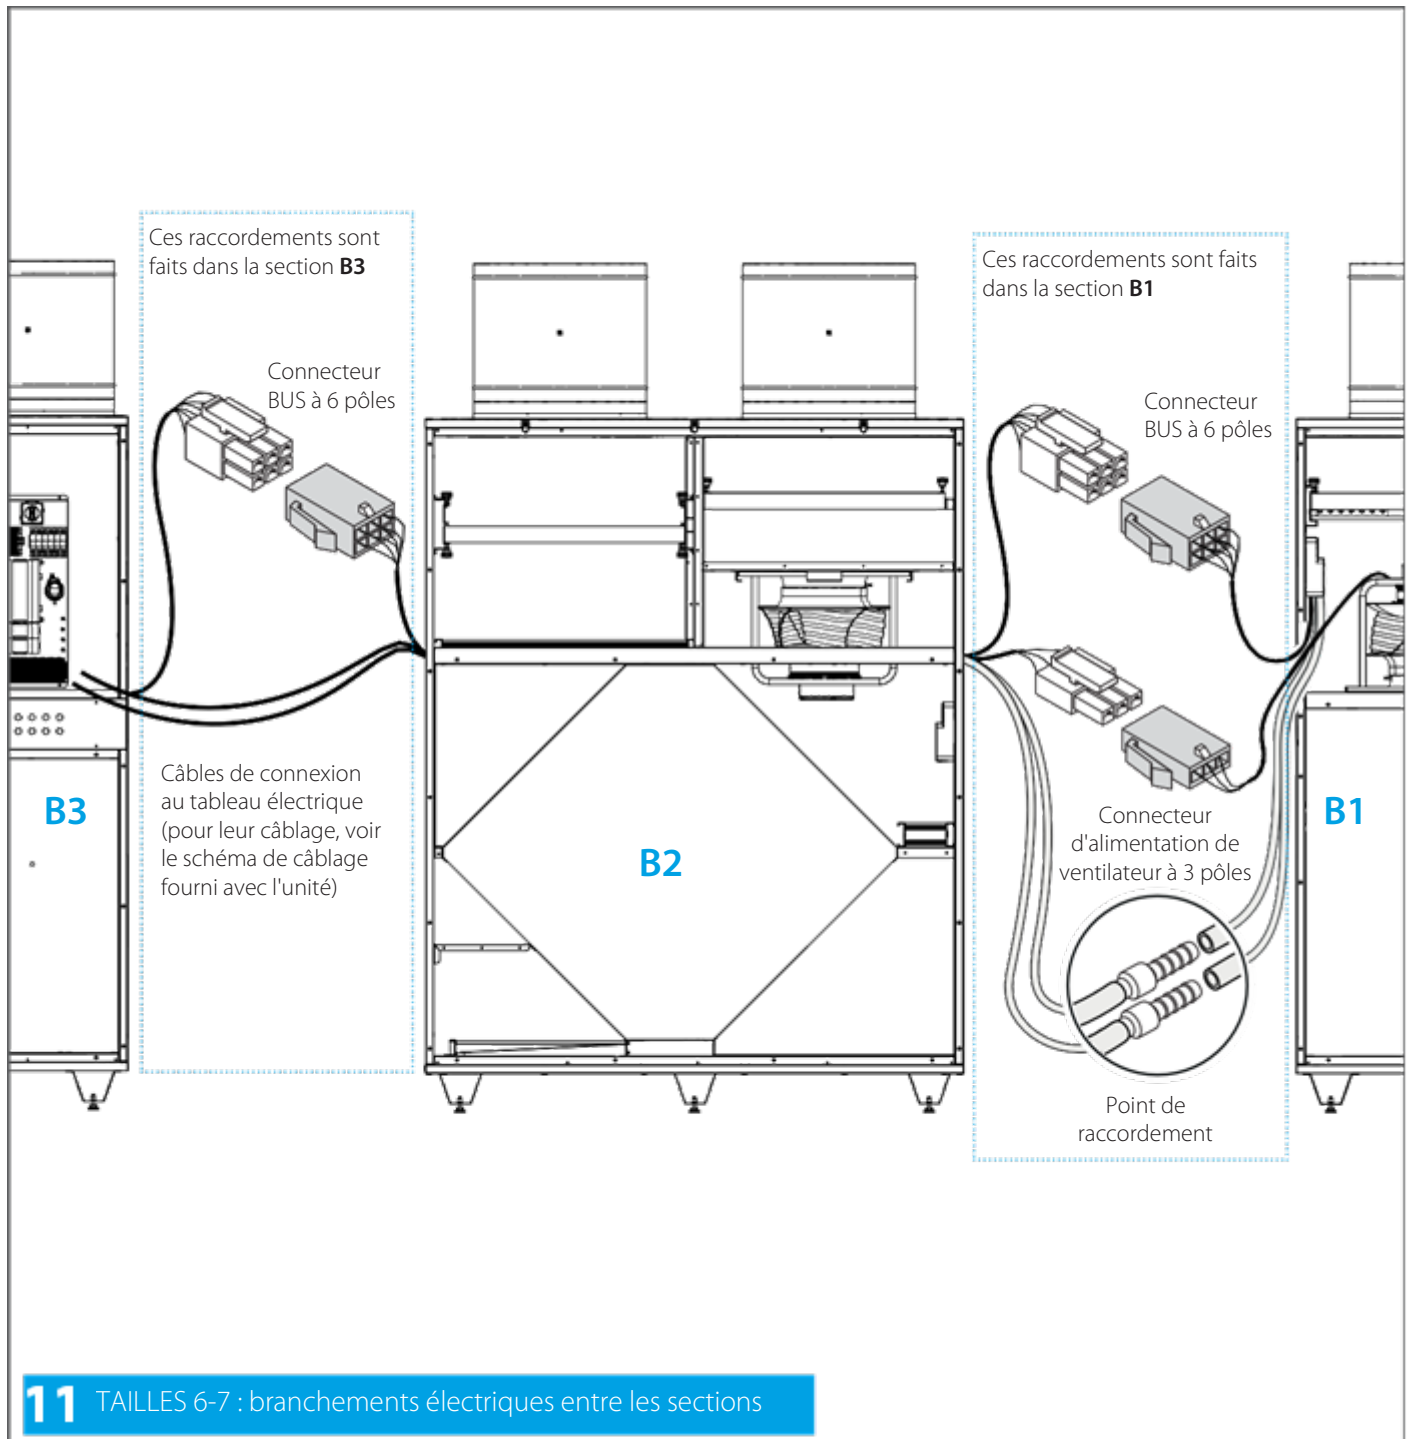 Ces raccordements sont
faits dans la section B3
Connecteur
BUS à 6 pôles
Câbles de connexion
au tableau électrique
(pour leur câblage, voir
le schéma de câblage
fourni avec l'unité)
B3
B2
Ces raccordements sont faits
dans la section B1
Connecteur
BUS à 6 pôles
Connecteur
d'alimentation de
ventilateur à 3 pôles
B1
Point de
raccordement
11 TAILLES 6-7 : branchements électriques entre les sections